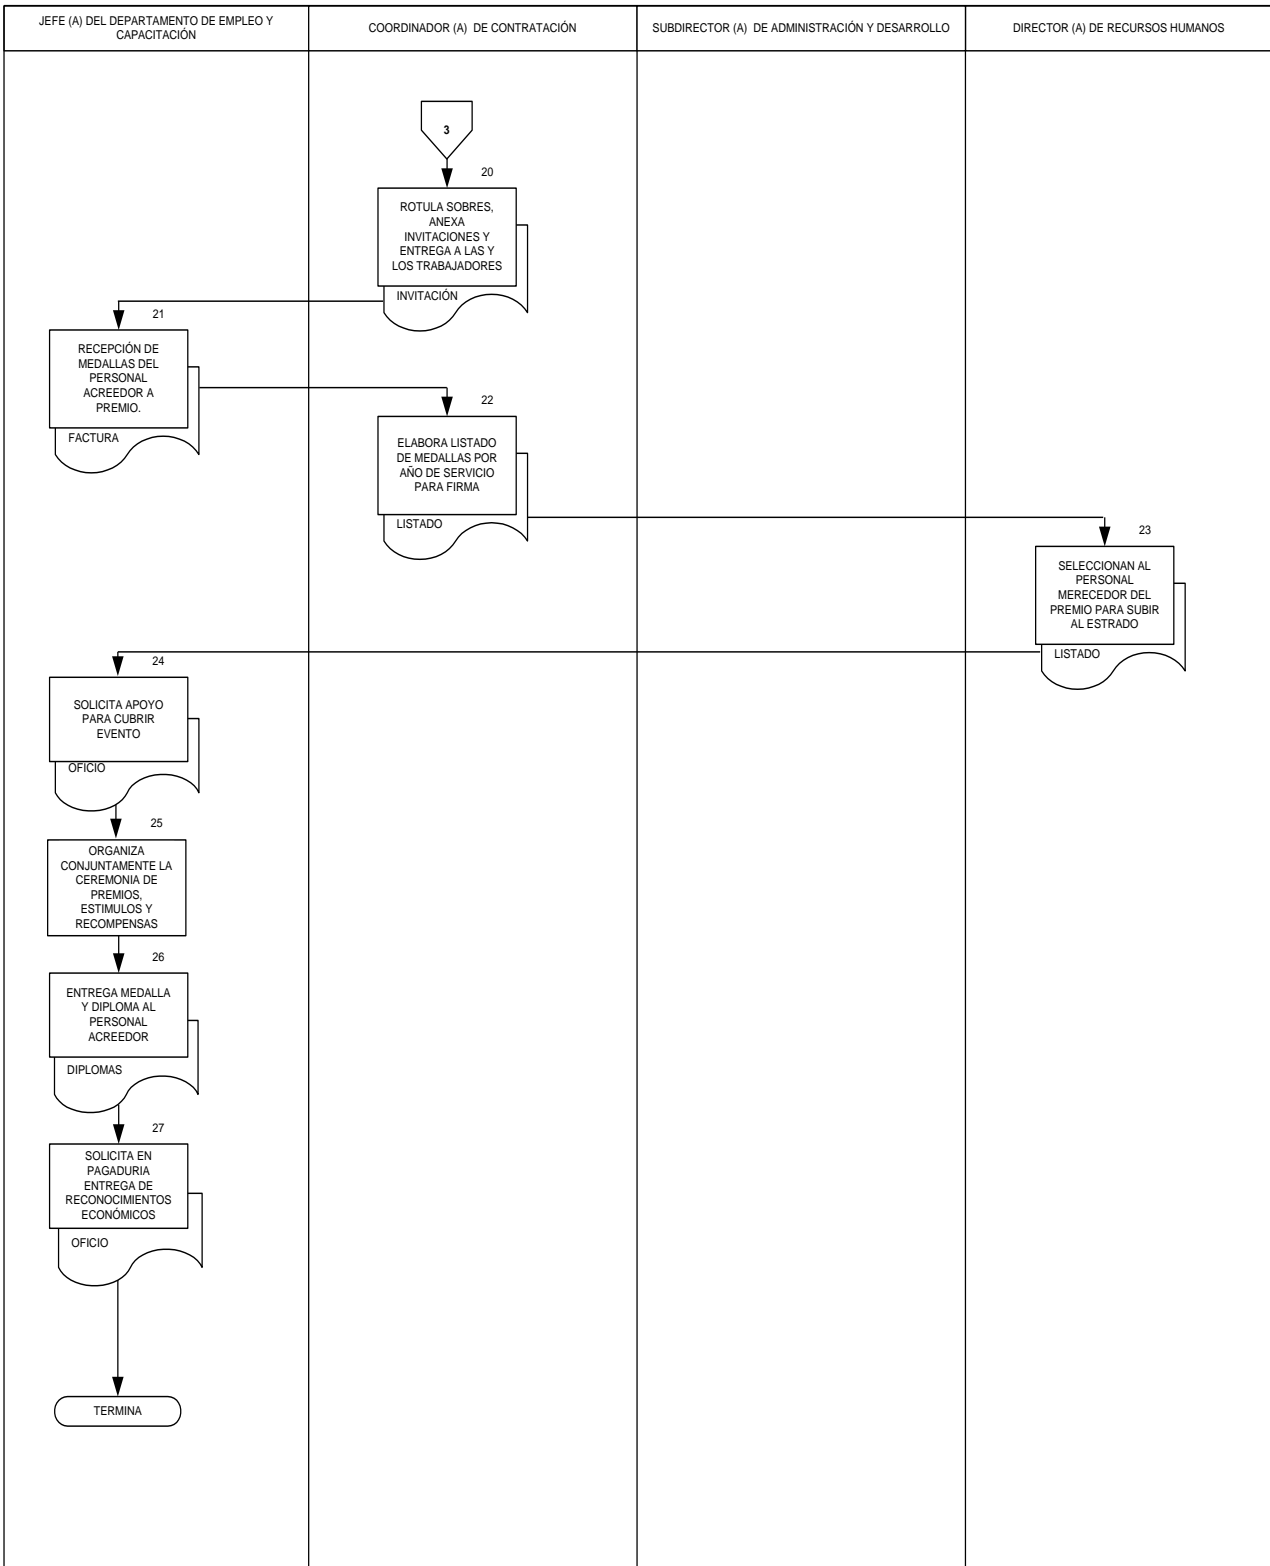 JEFE (A) DEL DEPARTAMENTO DE EMPLEO Y
CAPACITACIÓN
COORDINADOR (A) DE CONTRATACIÓN
SUBDIRECTOR (A) DE ADMINISTRACIÓN Y DESARROLLO
DIRECTOR (A) DE RECURSOS HUMANOS
3
20
ROTULA SOBRES,
ANEXA
INVITACIONES Y
ENTREGA A LAS Y
LOS TRABAJADORES
INVITACIÓN
21
RECEPCIÓN DE
MEDALLAS DEL
PERSONAL
ACREEDOR A
PREMIO.
FACTURA
22
ELABORA LISTADO
DE MEDALLAS POR
AÑO DE SERVICIO
PARA FIRMA
LISTADO
23
SELECCIONAN AL
PERSONAL
MERECEDOR DEL
PREMIO PARA SUBIR
AL ESTRADO
LISTADO
24
SOLICITA APOYO
PARA CUBRIR
EVENTO
OFICIO
25
ORGANIZA
CONJUNTAMENTE LA
CEREMONIA DE
PREMIOS,
ESTIMULOS Y
RECOMPENSAS
26
ENTREGA MEDALLA
Y DIPLOMA AL
PERSONAL
ACREEDOR
DIPLOMAS
27
SOLICITA EN
PAGADURIA
ENTREGA DE
RECONOCIMIENTOS
ECONÓMICOS
OFICIO
TERMINA